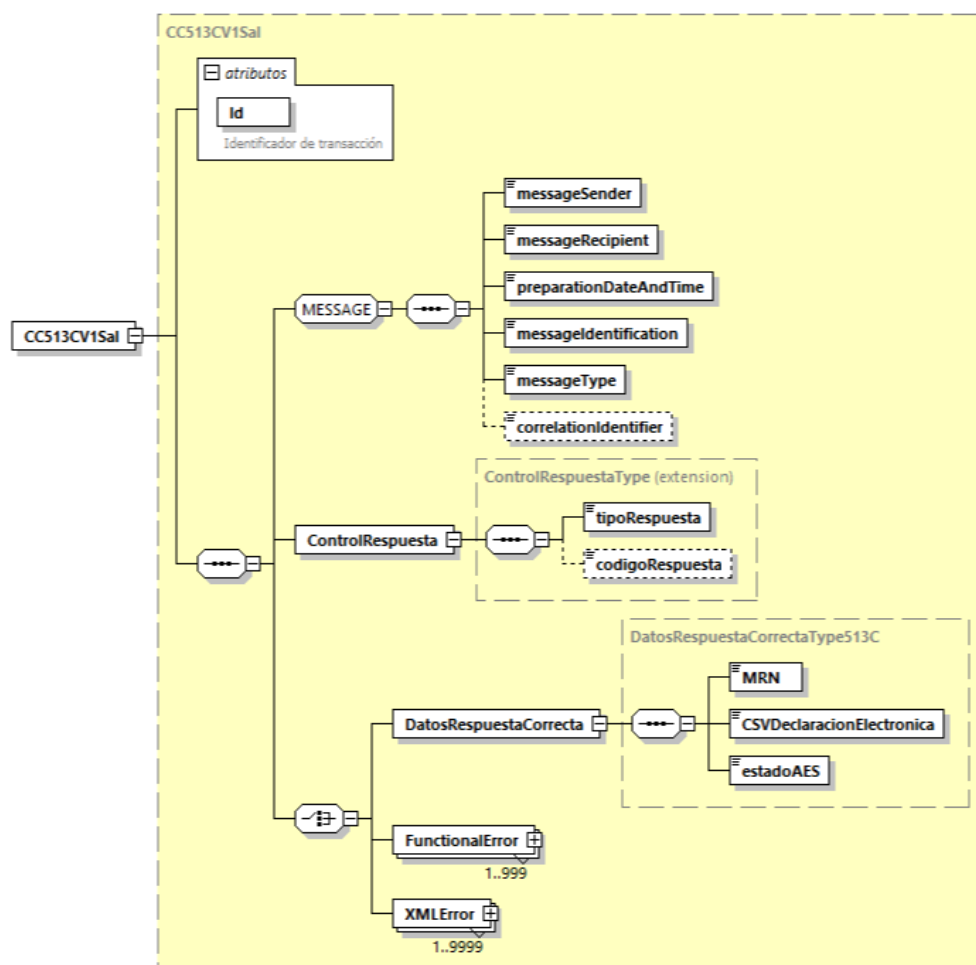 CC513CV1Sal
atributos
Id
Identificador de transacción
messageSender
messageRecipient
preparationDateAndTime
MESSAGE
messageIdentification
CC513CV1Sal
messageType
correlationIdentifier
ControlRespuestaType (extension)
tipoRespuesta
ControlRespuesta
codigoRespuesta
DatosRespuestaCorrectaType513C
MRN
DatosRespuestaCorrecta
CSVDeclaracionElectronica
estadoAES
FunctionalError
1..999
XMLError
1..9999